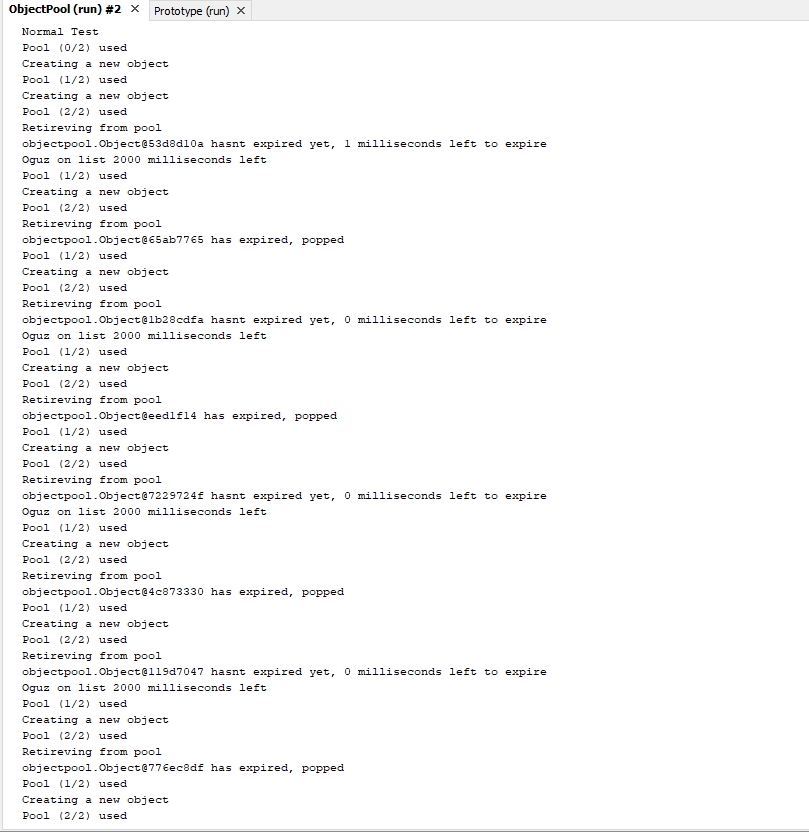 ObjectPool (run) #2 × Prototype (run) ×
Normal Test
Pool (0/2) used
Creating a new object
Pool (1/2) used
Creating a new object
Pool (2/2) used
Retireving from pool
objectpool.Object@53d8d10a hasnt expired yet, 1 milliseconds left to expire
Oguz on list 2000 milliseconds left
Pool (1/2) used
Creating a new object
Pool (2/2) used
Retireving from pool
objectpool.Object@65ab7765 has expired, popped
Pool (1/2) used
Creating a new object
Pool (2/2) used
Retireving from pool
objectpool.Object@1b28cdfa hasnt expired yet, 0 milliseconds left to expire
Oguz on list 2000 milliseconds left
Pool (1/2) used
Creating a new object
Pool (2/2) used
Retireving from pool
objectpool.Object@eed1f14 has expired, popped
Pool (1/2) used
Creating a new object
Pool (2/2) used
Retireving from pool
objectpool.Object@7229724f hasnt expired yet, 0 milliseconds left to expire
Oguz on list 2000 milliseconds left
Pool (1/2) used
Creating a new object
Pool (2/2) used
Retireving from pool
objectpool.Object@4c873330 has expired, popped
Pool (1/2) used
Creating a new object
Pool (2/2) used
Retireving from pool
objectpool.Object@119d7047 hasnt expired yet, 0 milliseconds left to expire
Oguz on list 2000 milliseconds left
Pool (1/2) used
Creating a new object
Pool (2/2) used
Retireving from pool
objectpool.Object@776ec8df has expired, popped
Pool (1/2) used
Creating a new object
Pool (2/2) used